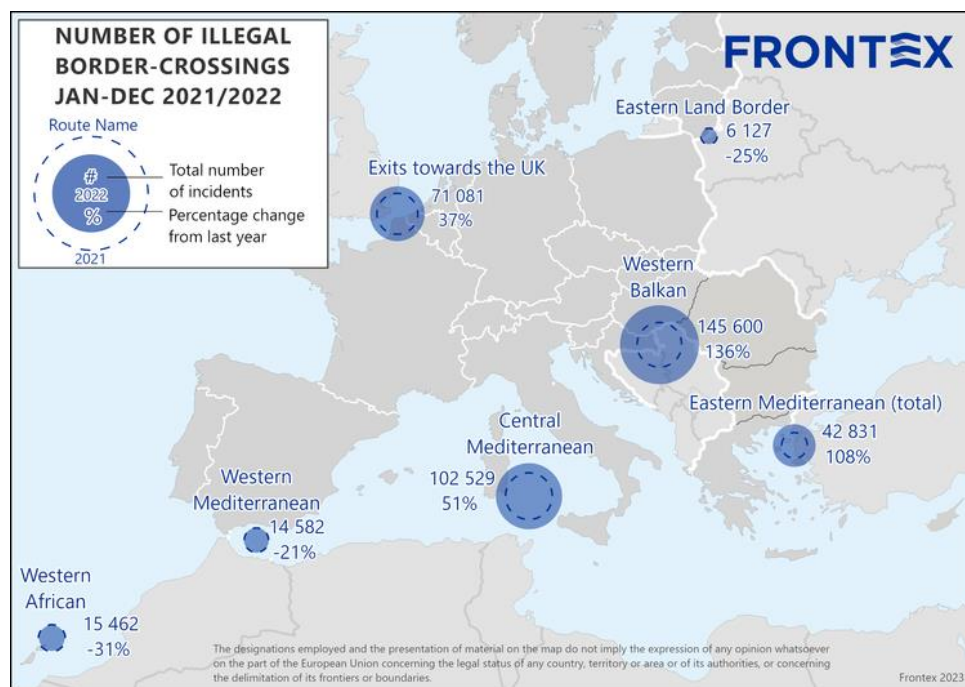 NUMBER OF ILLEGAL
BORDER-CROSSINGS
JAN-DEC 2021/2022
Route Name
#
2022
%
2021
Total number
of incidents
Percentage change
from last year
FRONTEX
Eastern Land Border
6 127
-25%
Exits towards the UK
71 081
37%
Western
Balkan
145 600
136%
Eastern Mediterranean (total)
42 831
108%
Central
Mediterranean
102 529
51%
Western
Mediterranean
14 582
-21%
Western
African
15 462
-31%
The designations employed and the presentation of material on the map do not imply the expression of any opinion whatsoever
on the part of the European Union concerning the legal status of any country, territory or area or of its authorities, or concerning
the delimitation of its frontiers or boundaries.
Frontex 2023